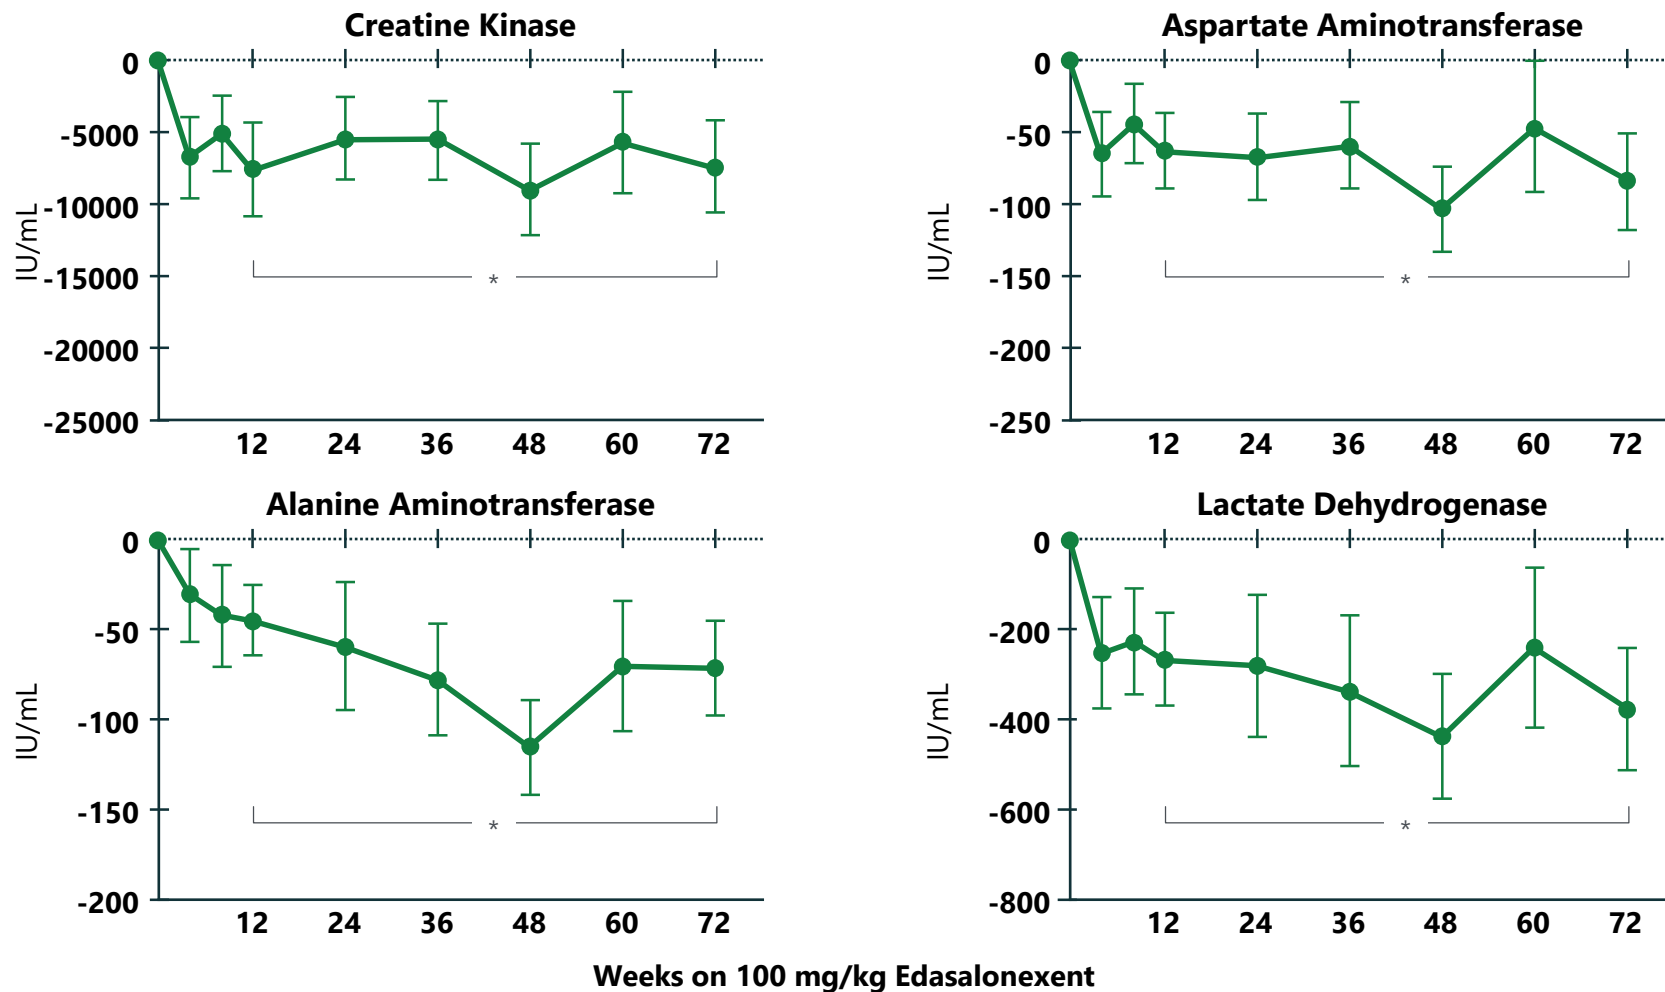 Creatine Kinase
0
-5000
-10000
-15000
-20000
-25000
IU/mL
*
12 24 36 48 60 72
Aspartate Aminotransferase
0
-50
-100
-150
-200
-250
IU/mL
*
12 24 36 48 60 72
Alanine Aminotransferase
0
-50
-100
-150
-200
IU/mL
*
12 24 36 48 60 72
Lactate Dehydrogenase
0
-200
-400
-600
-800
IU/mL
*
12 24 36 48 60 72
Weeks on 100 mg/kg Edasalonexent